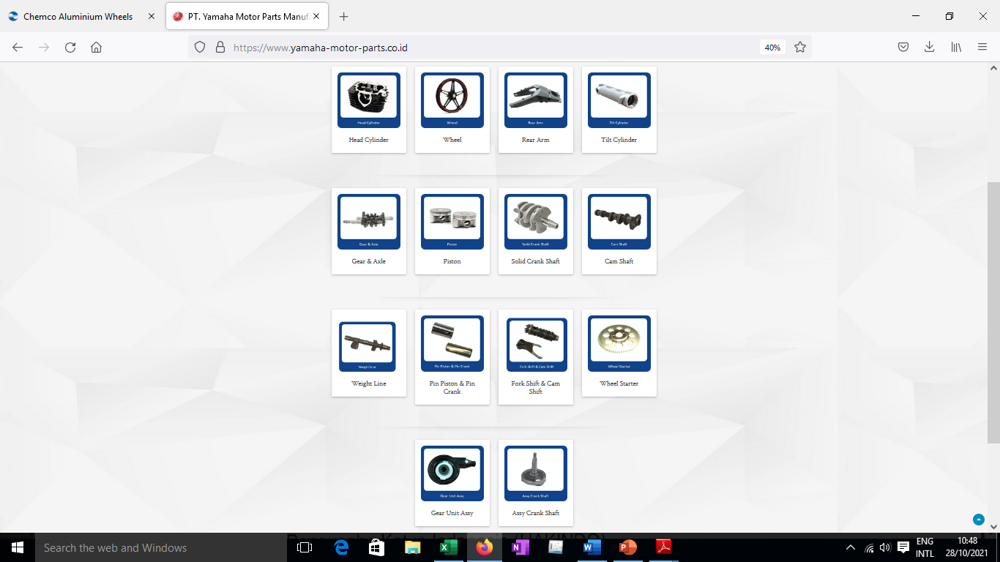 Chemco Aluminium Wheels
PT. Yamaha Motor Parts Manuf
https://www.yamaha-motor-parts.co.id
40%
Head Cylinder
Wheel
Rear Arm
Tilt Cylinder
Head Cylinder
Wheel
Rear Arm
Tilt Cylinder
Gear & Axle
Piston
Solid Crank Shaft
Cam Shaft
Gear & Axle
Piston
Solid Crank Shaft
Cam Shaft
Weight Line
Pin Piston & Pin Crank
Fork Shift & Cam Shift
Wheel Starter
Weight Line
Pin Piston & Pin
Crank
Fork Shift & Cam
Shift
Wheel Starter
Gear Unit Assy
Assy Crank Shaft
Gear Unit Assy
Assy Crank Shaft
Search the web and Windows
ENG
INTL
10:48
28/10/2021